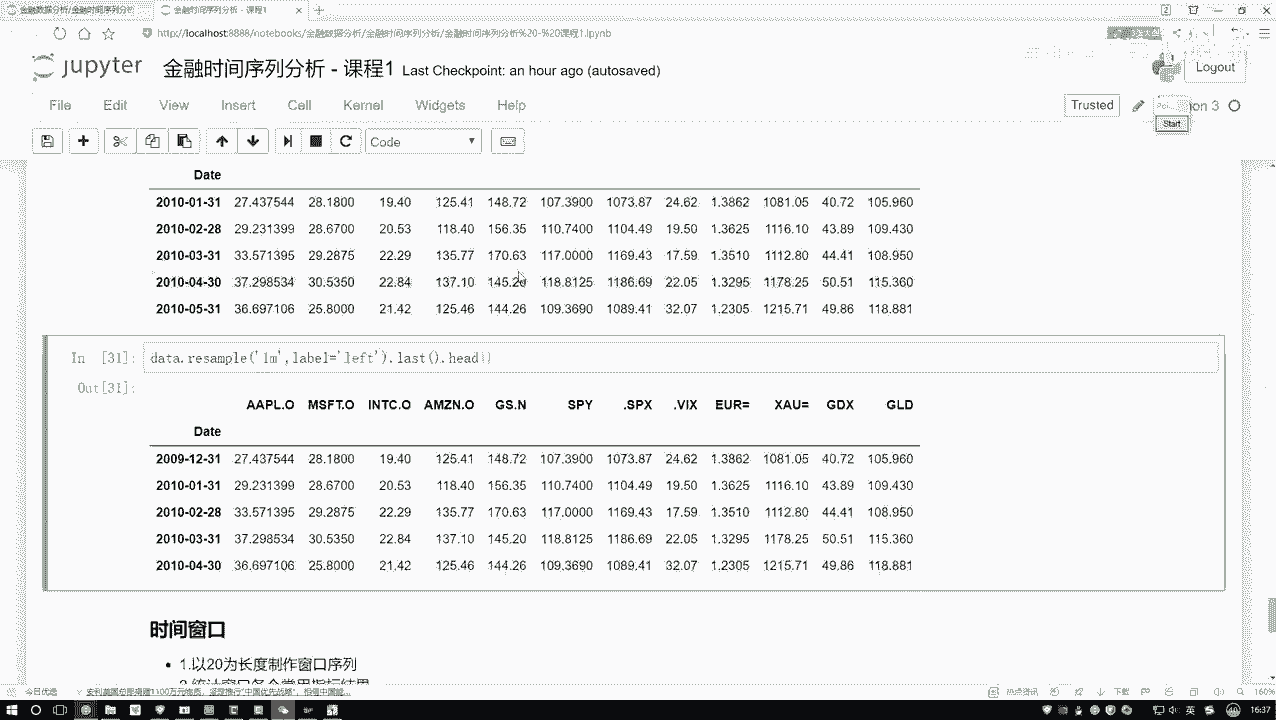 金融数据分析/金融时间序列分析
金融时间序列分析 - 课程1
http://localhost:8888/notebooks/金融数据分析/金融时间序列分析/金融时间序列分析%20-%20课程1.ipynb
jupyter 金融时间序列分析 - 课程1 Last Checkpoint: an hour ago (autosaved)
Logout
File Edit View Insert Cell Kernel Widgets Help
Trusted
on 3
Start
Code
Date
2010-01-31 27.437544 28.1800 19.40 125.41 148.72 107.3900 1073.87 24.62 1.3862 1081.05 40.72 105.960
2010-02-28 29.231399 28.6700 20.53 118.40 156.35 110.7400 1104.49 19.50 1.3625 1116.10 43.89 109.430
2010-03-31 33.571395 29.2875 22.29 135.77 170.63 117.0000 1169.43 17.59 1.3510 1112.80 44.41 108.950
2010-04-30 37.298534 30.5350 22.84 137.10 145.20 118.8125 1186.69 22.05 1.3295 1178.25 50.51 115.360
2010-05-31 36.697106 25.8000 21.42 125.46 144.26 109.3690 1089.41 32.07 1.2305 1215.71 49.86 118.881
In [31]: data.resample('1m',label='left').last().head()
Out[31]:
AAPL.O MSFT.O INTC.O AMZN.O GS.N SPY .SPX .VIX EUR= XAU= GDX GLD
Date
2009-12-31 27.437544 28.1800 19.40 125.41 148.72 107.3900 1073.87 24.62 1.3862 1081.05 40.72 105.960
2010-01-31 29.231399 28.6700 20.53 118.40 156.35 110.7400 1104.49 19.50 1.3625 1116.10 43.89 109.430
2010-02-28 33.571395 29.2875 22.29 135.77 170.63 117.0000 1169.43 17.59 1.3510 1112.80 44.41 108.950
2010-03-31 37.298534 30.5350 22.84 137.10 145.20 118.8125 1186.69 22.05 1.3295 1178.25 50.51 115.360
2010-04-30 36.697106 25.8000 21.42 125.46 144.26 109.3690 1089.41 32.07 1.2305 1215.71 49.86 118.881
时间窗口
1.以20为长度制作窗口序列
今日优选
热点资讯
下载
160%
英
16:37